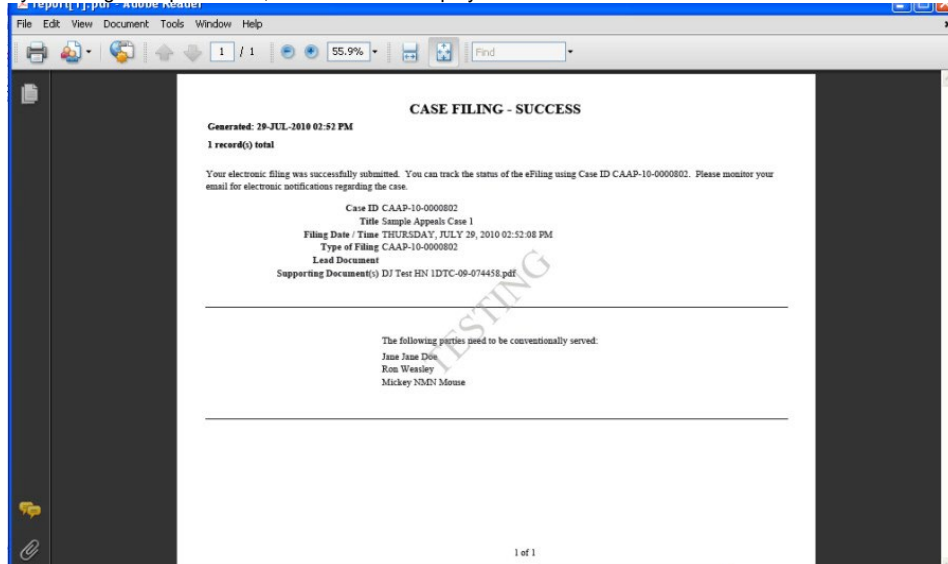 report[1].pdf - Adobe Reader
File Edit View Document Tools Window Help
1 / 1 55.9% Find
CASE FILING - SUCCESS
Generated: 29-JUL-2010 02:52 PM
1 record(s) total
Your electronic filing was successfully submitted. You can track the status of the eFiling using Case ID CAAP-10-0000802. Please monitor your
email for electronic notifications regarding the case.
Case ID CAAP-10-0000802
Title Sample Appeals Case 1
Filing Date / Time THURSDAY, JULY 29, 2010 02:52:08 PM
Type of Filing CAAP-10-0000802
Lead Document
Supporting Document(s) DJ Test HN 1DTC-09-074458.pdf
TESTING
The following parties need to be conventionally served:
Jane Jane Doe
Ron Weasley
Mickey NMN Mouse
1 of 1